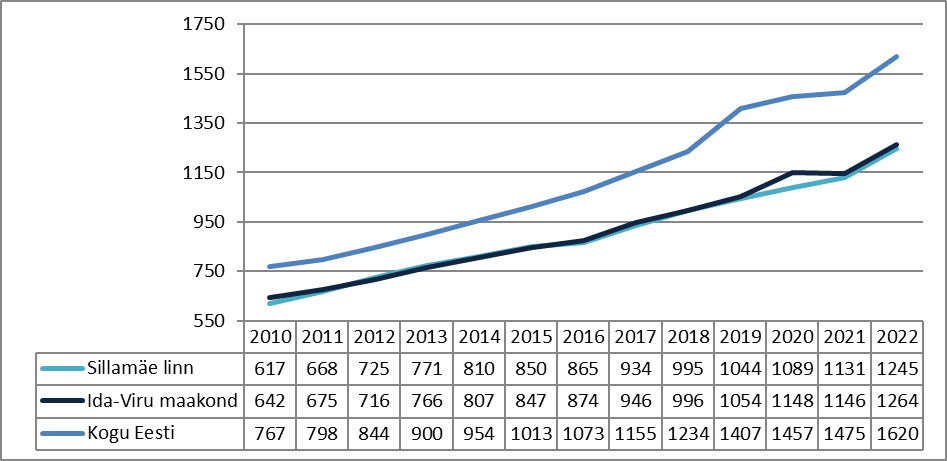 1750
1550
1350
1150
950
750
550
2010 2011 2012 2013 2014 2015 2016 2017 2018 2019 2020 2021 2022
Sillamäe linn 617 668 725 771 810 850 865 934 995 1044 1089 1131 1245
Ida-Viru maakond 642 675 716 766 807 847 874 946 996 1054 1148 1146 1264
Kogu Eesti 767 798 844 900 954 1013 1073 1155 1234 1407 1457 1475 1620